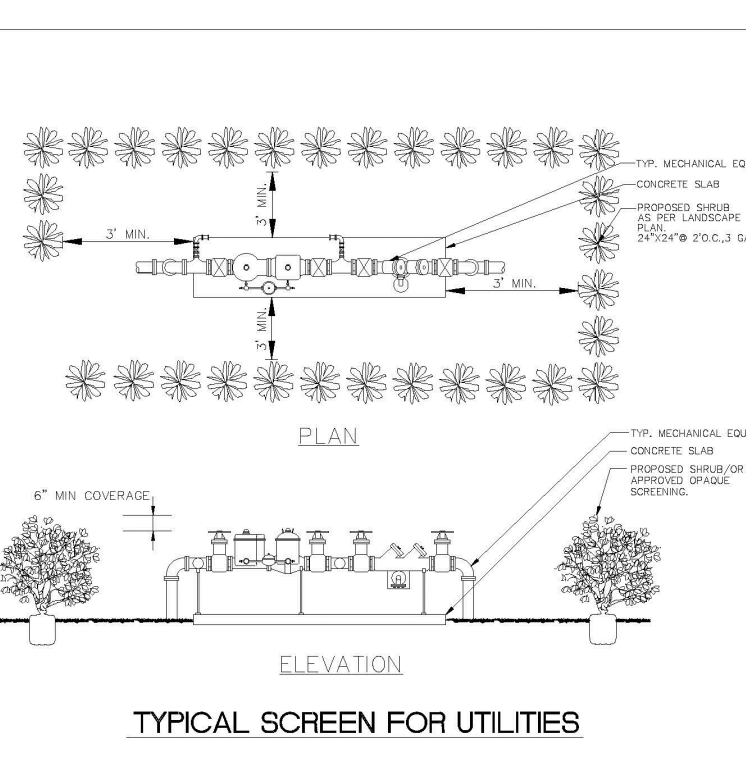 TYP. MECHANICAL EQ
CONCRETE SLAB
PROPOSED SHRUB
AS PER LANDSCAPE
PLAN.
24"X24"@ 2'O.C.,3 GA
3' MIN.
3' MIN.
3' MIN.
3' MIN.
PLAN
TYP. MECHANICAL EQU
CONCRETE SLAB
PROPOSED SHRUB/OR
APPROVED OPAQUE
SCREENING.
6" MIN COVERAGE
ELEVATION
TYPICAL SCREEN FOR UTILITIES